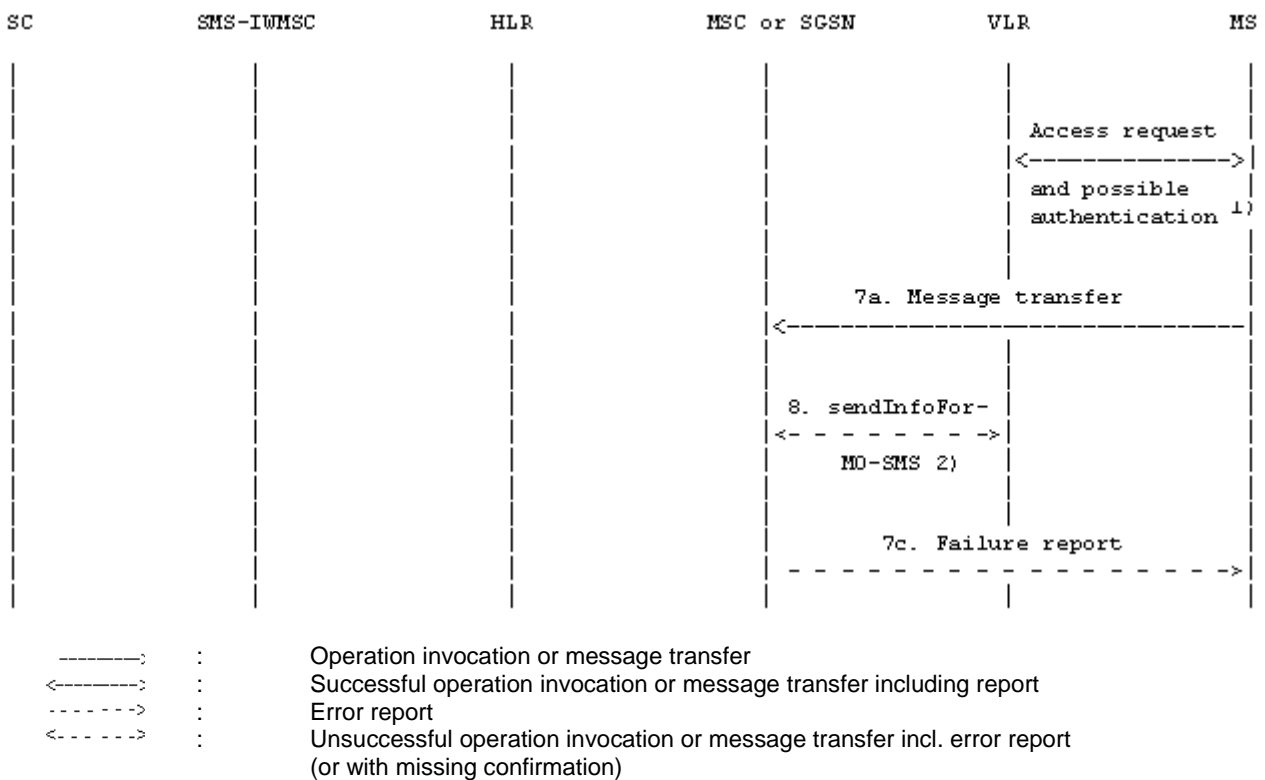 SC SMS-IWMSC HLR MSC or SGSN VLR MS
Access request
and possible
authentication 1)
7a. Message transfer
8. sendInfoFor-
MO-SMS 2)
7c. Failure report
: Operation invocation or message transfer
: Successful operation invocation or message transfer including report
: Error report
: Unsuccessful operation invocation or message transfer incl. error report
(or with missing confirmation)